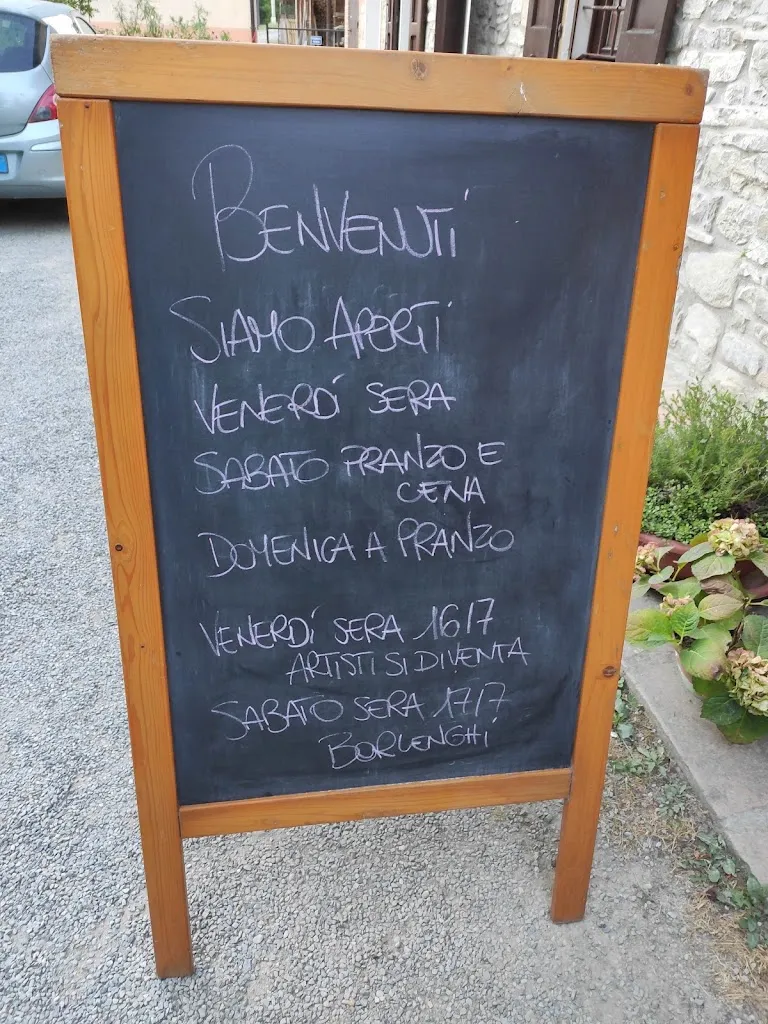 BENVENUTI
SIAMO APERTI
VENERDÍ SERA
SABATO PRANZO E
CENA
DOMENICA A PRANZO
VENERDÍ SERA 16/7
ARTISTI SI DIVENTA
SABATO SERA 17/7
BORLENGHI